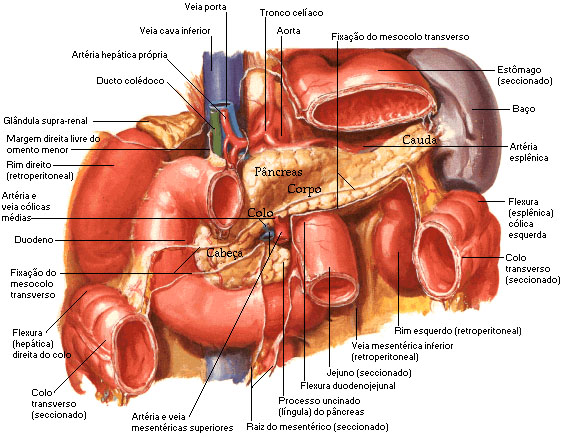 Veia porta
Tronco celíaco
Veia cava inferior
Aorta
Fixação do mesocolo transverso
Artéria hepática própria
Ducto colédoco
Estômago
(seccionado)
Baço
Glândula supra-renal
Margem direita livre do
omento menor
Rim direito
(retroperitoneal)
Cauda
Artéria
esplénica
Pâncreas
Corpo
Artéria e
veia cólicas
médias
Colo
Flexura
(esplênica)
cólica
esquerda
Duodeno
Cabeça
Colo
transverso
(seccionado)
Fixação do
mesocolo
transverso
Flexura
(hepática)
direita do colo
Rim esquerdo (retroperitoneal)
Veia mesentérica inferior
(retroperitoneal)
Jejuno (seccionado)
Flexura duodenojejunal
Colo
transverso
(seccionado)
Processo uncinado
(língula) do pâncreas
Artéria e veia
mesentéricas superiores
Raiz do mesentérico (seccionado)